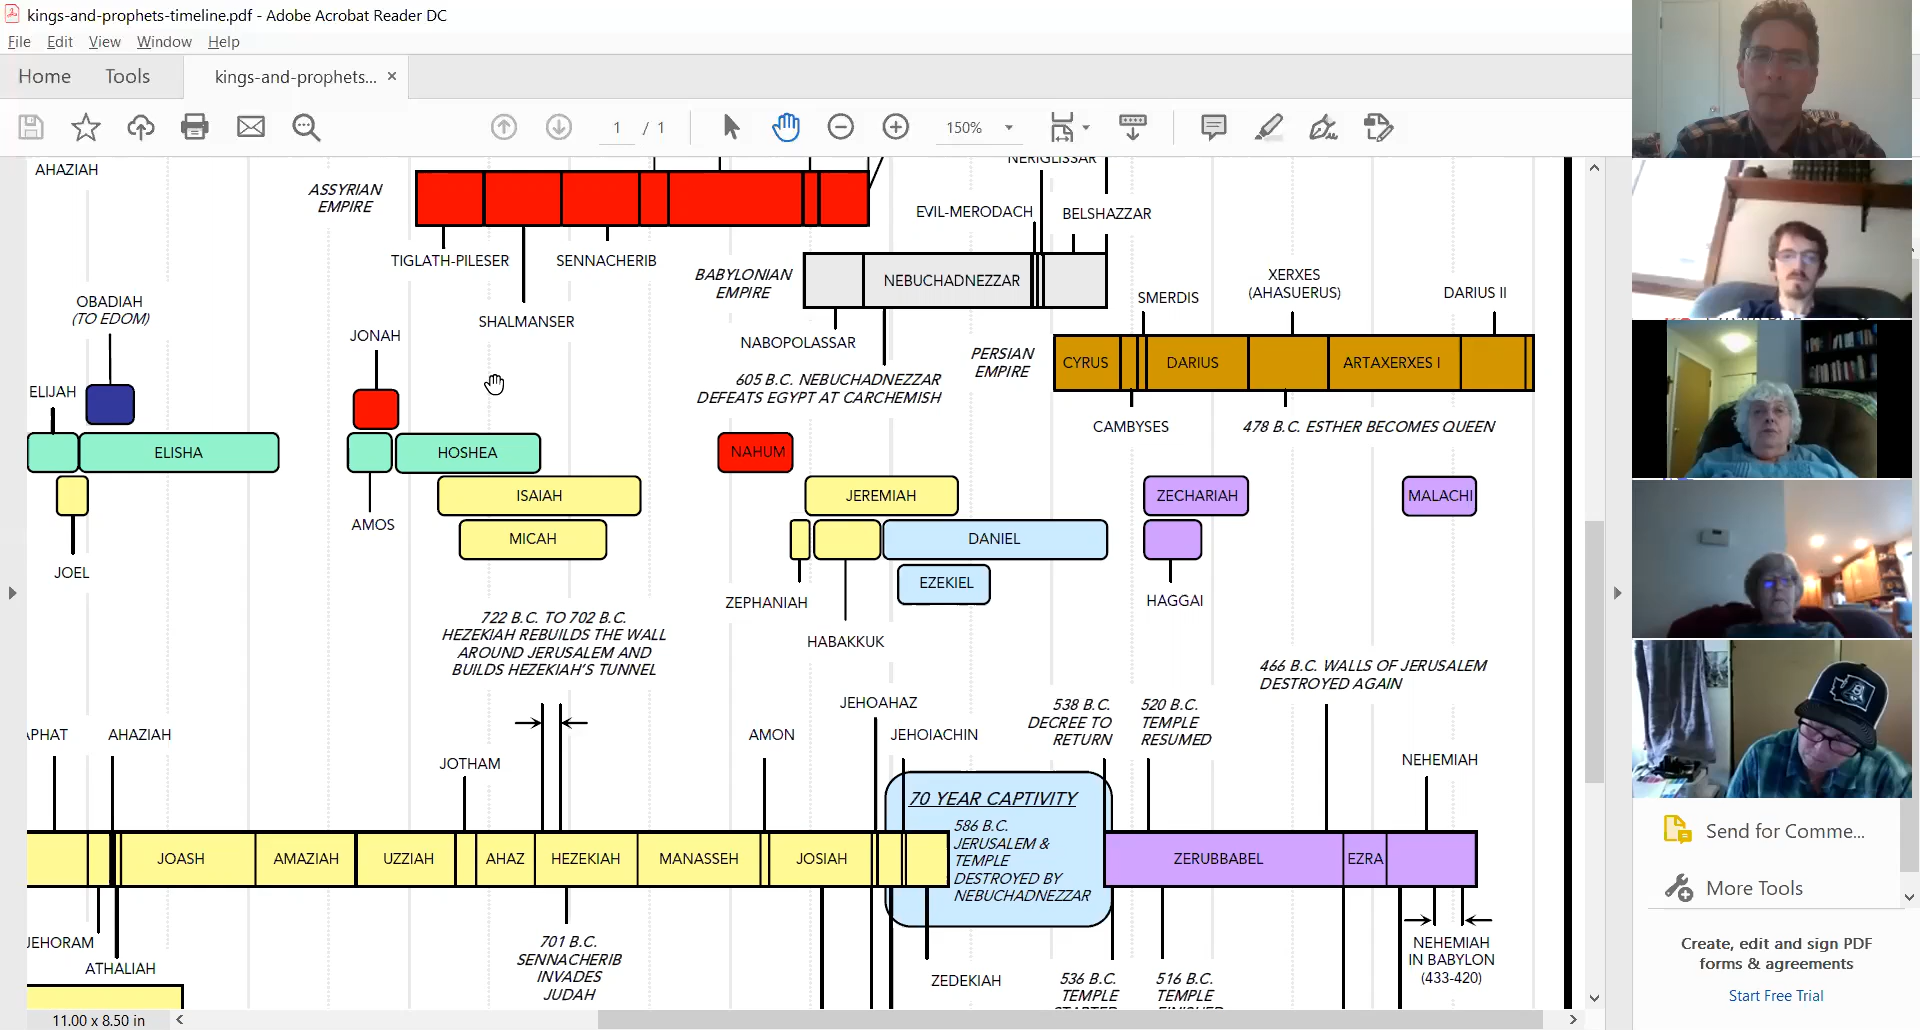 kings-and-prophets-timeline.pdf - Adobe Acrobat Reader DC
File Edit View Window Help
Home Tools kings-and-prophets... ×
1 / 1 150%
AHAZIAH
ASSYRIAN
EMPIRE
TIGLATH-PILESER
SENNACHERIB
SHALMANSER
NERIGLISSAR
EVIL-MERODACH
BELSHAZZAR
BABYLONIAN
EMPIRE
NEBUCHADNEZZAR
NABOPOLASSAR
605 B.C. NEBUCHADNEZZAR
DEFEATS EGYPT AT CARCHEMISH
SMERDIS
XERXES
(AHASUERUS)
DARIUS II
PERSIAN
EMPIRE
CYRUS
DARIUS
ARTAXERXES I
CAMBYSES
478 B.C. ESTHER BECOMES QUEEN
OBADIAH
(TO EDOM)
JONAH
ELIJAH
ELISHA
HOSHEA
NAHUM
ISAIAH
JEREMIAH
ZECHARIAH
MALACHI
AMOS
MICAH
DANIEL
JOEL
EZEKIEL
ZEPHANIAH
HAGGAI
HABAKKUK
722 B.C. TO 702 B.C.
HEZEKIAH REBUILDS THE WALL
AROUND JERUSALEM AND
BUILDS HEZEKIAH'S TUNNEL
466 B.C. WALLS OF JERUSALEM
DESTROYED AGAIN
538 B.C.
DECREE TO
RETURN
520 B.C.
TEMPLE
RESUMED
JEHOAHAZ
APHAT
AHAZIAH
JOTHAM
AMON
JEHOIACHIN
NEHEMIAH
70 YEAR CAPTIVITY
586 B.C.
JERUSALEM &
TEMPLE
DESTROYED BY
NEBUCHADNEZZAR
JOASH
AMAZIAH
UZZIAH
AHAZ
HEZEKIAH
MANASSEH
JOSIAH
ZERUBBABEL
EZRA
JEHORAM
ATHALIAH
701 B.C.
SENNACHERIB
INVADES
JUDAH
ZEDEKIAH
536 B.C.
TEMPLE
STARTED
516 B.C.
TEMPLE
FINISHED
NEHEMIAH
IN BABYLON
(433-420)
11.00 x 8.50 in
Send for Comme...
More Tools
Create, edit and sign PDF
forms & agreements
Start Free Trial